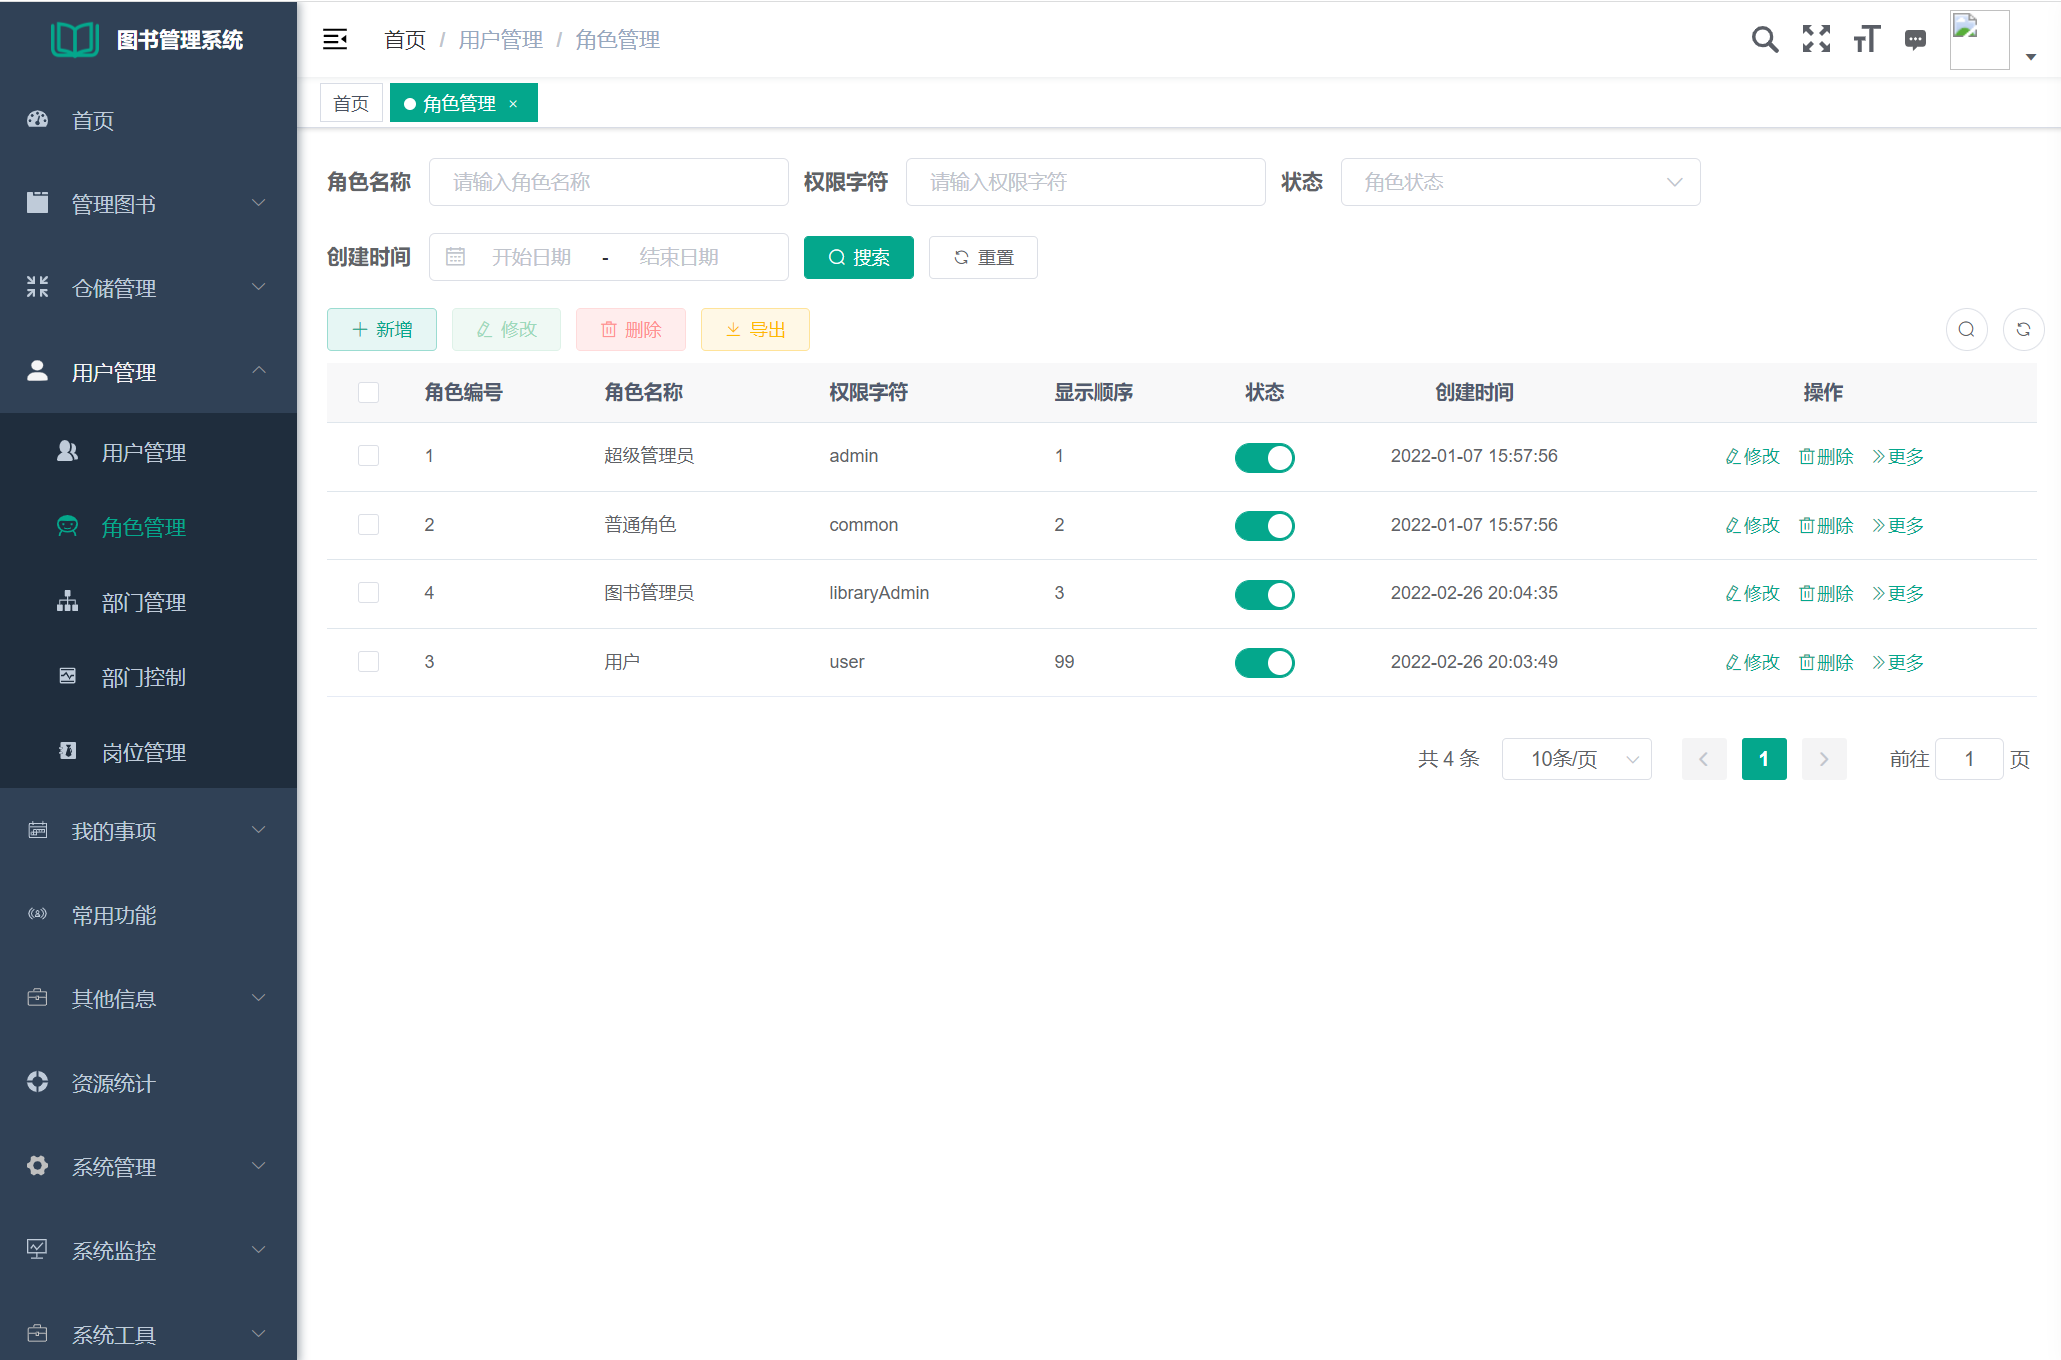 图书管理系统
首页
管理图书
仓储管理
用户管理
用户管理
角色管理
部门管理
部门控制
岗位管理
我的事项
常用功能
其他信息
资源统计
系统管理
系统监控
系统工具
首页 / 用户管理 / 角色管理
首页 角色管理 ×
角色名称 请输入角色名称 权限字符 请输入权限字符 状态 角色状态
创建时间 开始日期 - 结束日期 搜索 重置
新增 修改 删除 导出
角色编号 角色名称 权限字符 显示顺序 状态 创建时间 操作
1 超级管理员 admin 1 2022-01-07 15:57:56 修改 删除 更多
2 普通角色 common 2 2022-01-07 15:57:56 修改 删除 更多
4 图书管理员 libraryAdmin 3 2022-02-26 20:04:35 修改 删除 更多
3 用户 user 99 2022-02-26 20:03:49 修改 删除 更多
共 4 条 10条/页 1 前往 1 页